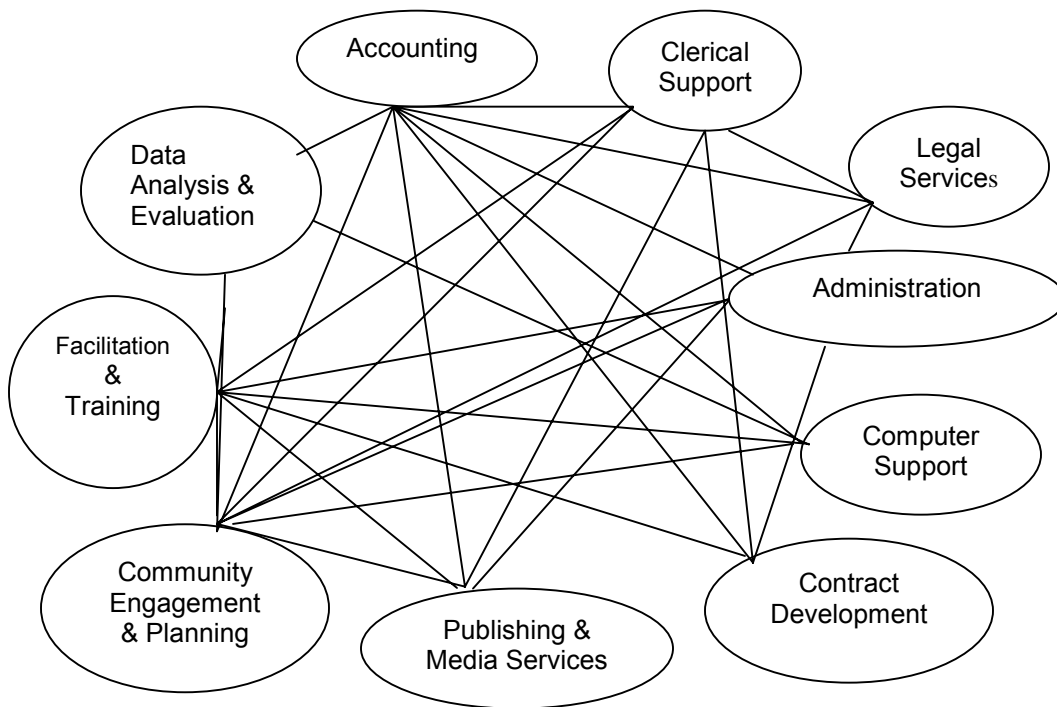 Accounting
Clerical
Support
Legal
Services
Data
Analysis &
Evaluation
Administration
Facilitation
&
Training
Computer
Support
Community
Engagement
& Planning
Contract
Development
Publishing &
Media Services